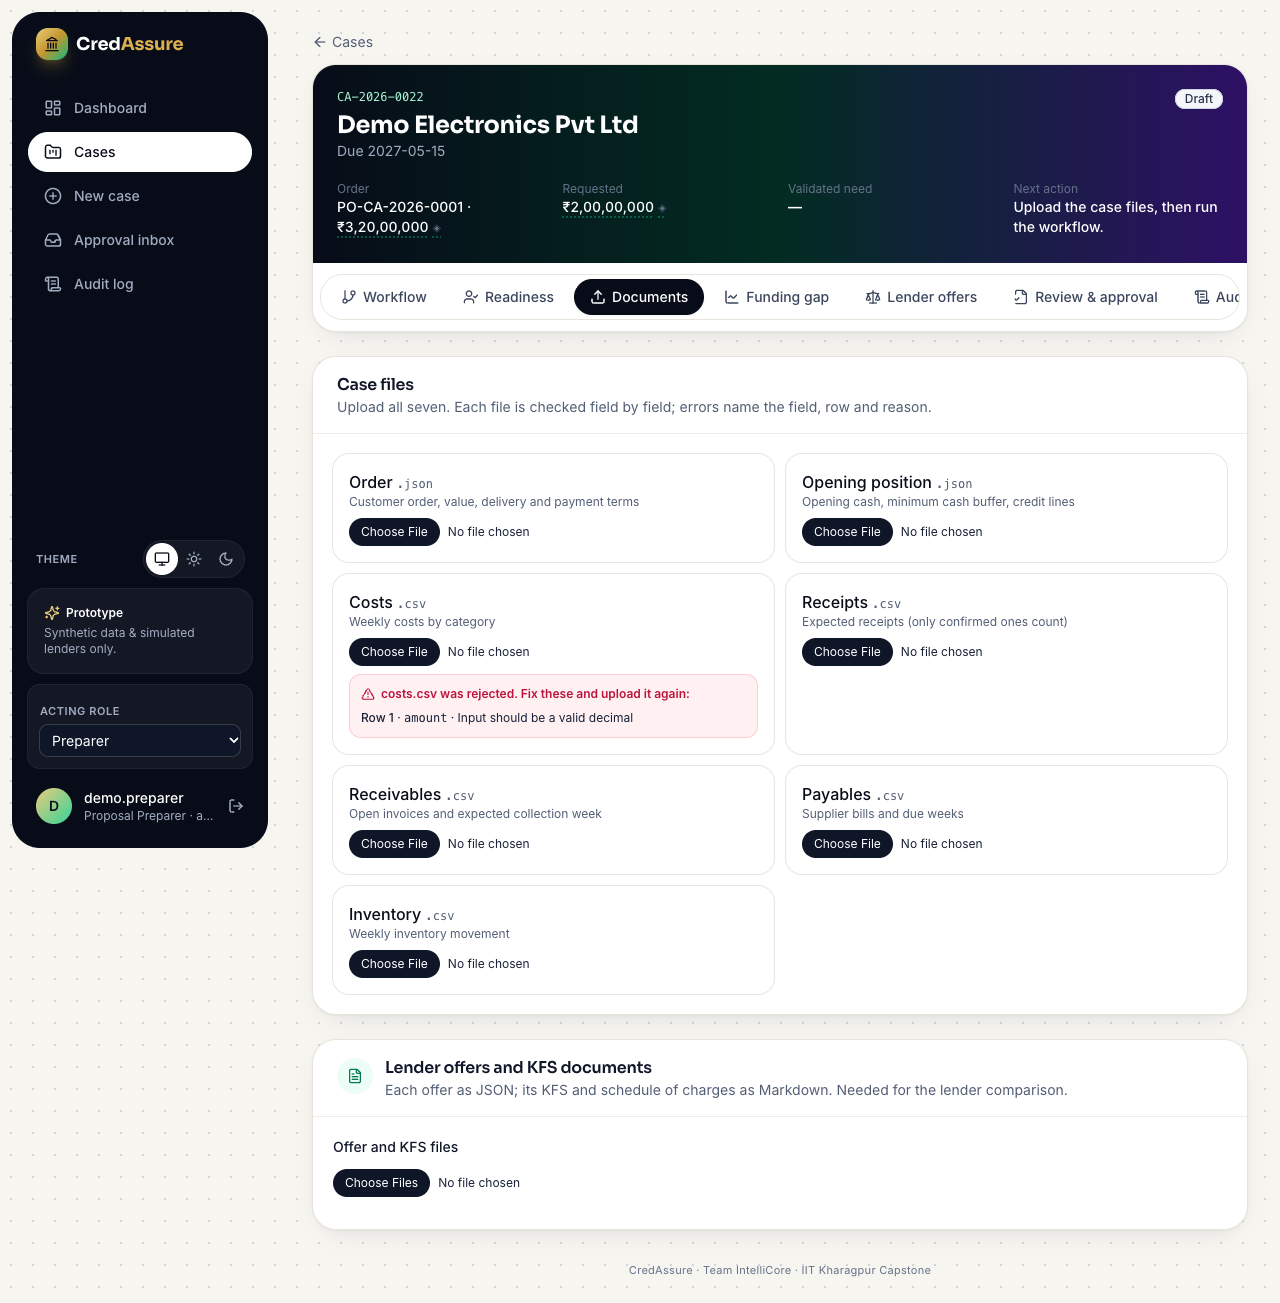 CredAssure
Dashboard
Cases
New case
Approval inbox
Audit log
THEME
Prototype
Synthetic data & simulated
lenders only.
ACTING ROLE
Preparer
D
demo.preparer
Proposal Preparer · a...
← Cases
CA-2026-0022
Draft
Demo Electronics Pvt Ltd
Due 2027-05-15
Order
PO-CA-2026-0001 ·
₹3,20,00,000
Requested
₹2,00,00,000
Validated need
—
Next action
Upload the case files, then run
the workflow.
Workflow
Readiness
Documents
Funding gap
Lender offers
Review & approval
Aud
Case files
Upload all seven. Each file is checked field by field; errors name the field, row and reason.
Order .json
Customer order, value, delivery and payment terms
Choose File No file chosen
Opening position .json
Opening cash, minimum cash buffer, credit lines
Choose File No file chosen
Costs .csv
Weekly costs by category
Choose File No file chosen
costs.csv was rejected. Fix these and upload it again:
Row 1 · amount · Input should be a valid decimal
Receipts .csv
Expected receipts (only confirmed ones count)
Choose File No file chosen
Receivables .csv
Open invoices and expected collection week
Choose File No file chosen
Payables .csv
Supplier bills and due weeks
Choose File No file chosen
Inventory .csv
Weekly inventory movement
Choose File No file chosen
Lender offers and KFS documents
Each offer as JSON; its KFS and schedule of charges as Markdown. Needed for the lender comparison.
Offer and KFS files
Choose Files No file chosen
CredAssure · Team IntelliCore · IIT Kharagpur Capstone